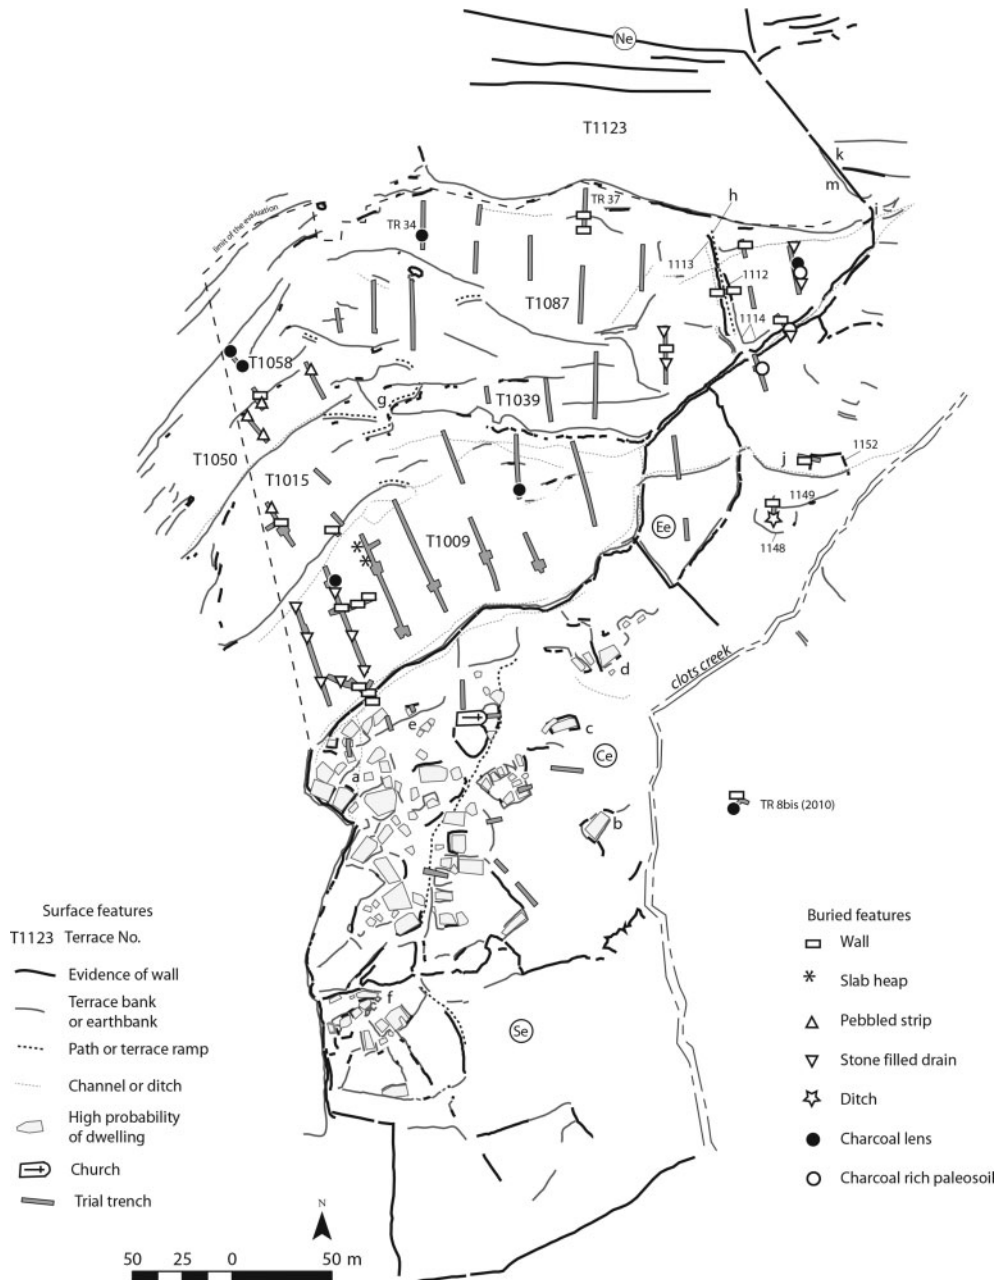 Ne
T1123
k
m
h
i
limit of the evaluation
TR 34
TR 37
1113
1112
T1087
1114
T1058
g
T1039
T1050
T1015
j
1152
1149
1148
Ee
T1009
clots creek
d
e
c
Ce
a
b
TR 8bis (2010)
f
Se
Surface features
T1123 Terrace No.
Evidence of wall
Terrace bank
or earthbank
Path or terrace ramp
Channel or ditch
High probability
of dwelling
Church
Trial trench
Buried features
Wall
Slab heap
Pebbled strip
Stone filled drain
Ditch
Charcoal lens
Charcoal rich paleosoil
N
50 25 0 50 m